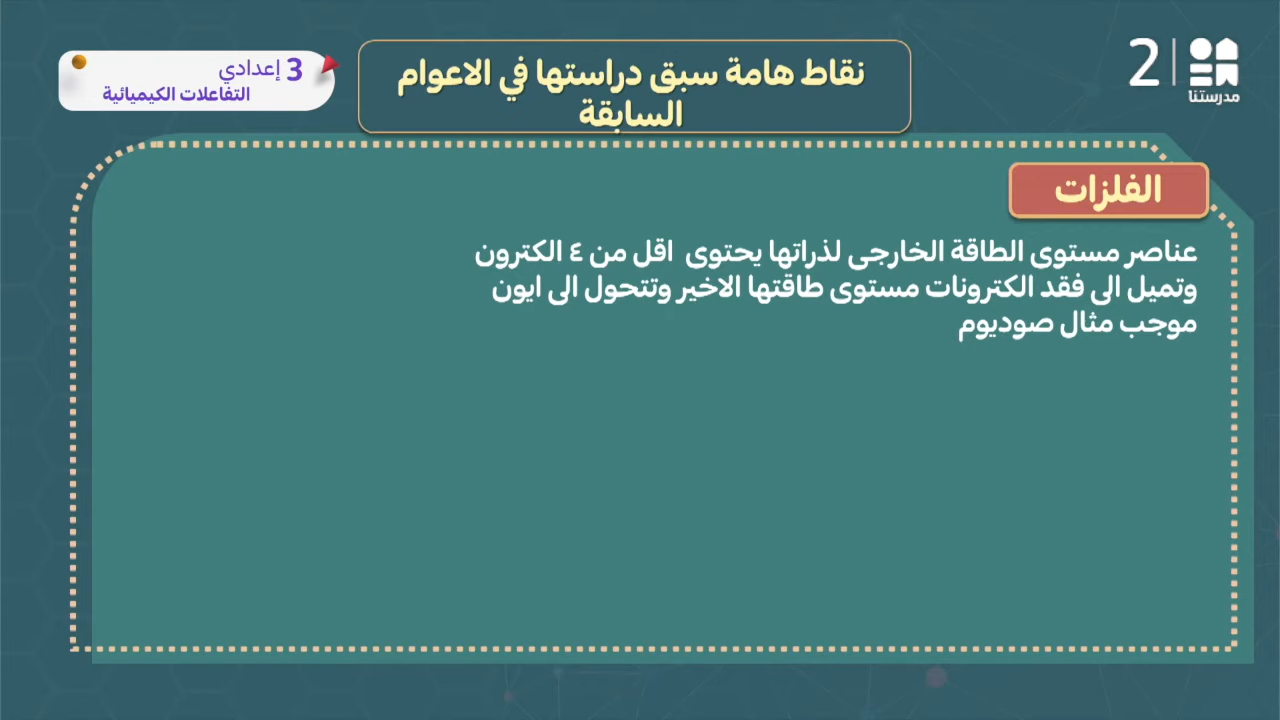 2
مدرستنا
نقاط هامة سبق دراستها في الاعوام
السابقة
3 إعدادي
التفاعلات الكيميائية
الفلزات
عناصر مستوى الطاقة الخارجى لذراتها يحتوى اقل من ٤ الكترون
وتميل الى فقد الكترونات مستوى طاقتها الاخير وتتحول الى ايون
موجب مثال صوديوم